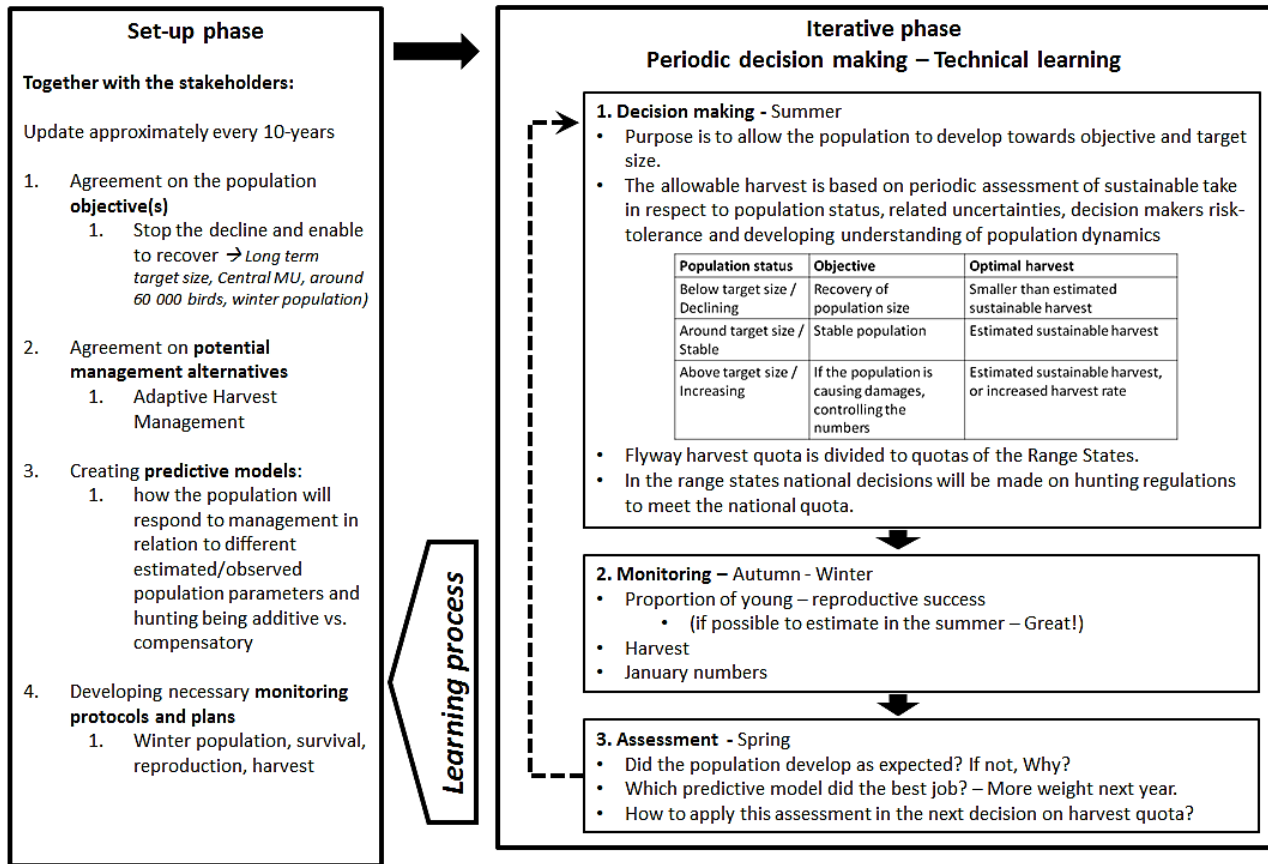 Set-up phase
Together with the stakeholders:
Update approximately every 10-years
1. Agreement on the population
objective(s)
1. Stop the decline and enable
to recover → Long term
target size, Central MU, around
60 000 birds, winter population)
2. Agreement on potential
management alternatives
1. Adaptive Harvest
Management
3. Creating predictive models:
1. how the population will
respond to management in
relation to different
estimated/observed
population parameters and
hunting being additive vs.
compensatory
4. Developing necessary monitoring
protocols and plans
1. Winter population, survival,
reproduction, harvest
Learning process
Iterative phase
Periodic decision making – Technical learning
1. Decision making - Summer
• Purpose is to allow the population to develop towards objective and target
size.
• The allowable harvest is based on periodic assessment of sustainable take
in respect to population status, related uncertainties, decision makers risk-
tolerance and developing understanding of population dynamics
Population status Objective Optimal harvest
Below target size / Recovery of Smaller than estimated
Declining population size sustainable harvest
Around target size / Stable population Estimated sustainable harvest
Stable
Above target size / If the population is Estimated sustainable harvest,
Increasing causing damages, or increased harvest rate
controlling the
numbers
• Flyway harvest quota is divided to quotas of the Range States.
• In the range states national decisions will be made on hunting regulations
to meet the national quota.
2. Monitoring – Autumn - Winter
• Proportion of young – reproductive success
• (if possible to estimate in the summer – Great!)
• Harvest
• January numbers
3. Assessment - Spring
• Did the population develop as expected? If not, Why?
• Which predictive model did the best job? – More weight next year.
• How to apply this assessment in the next decision on harvest quota?